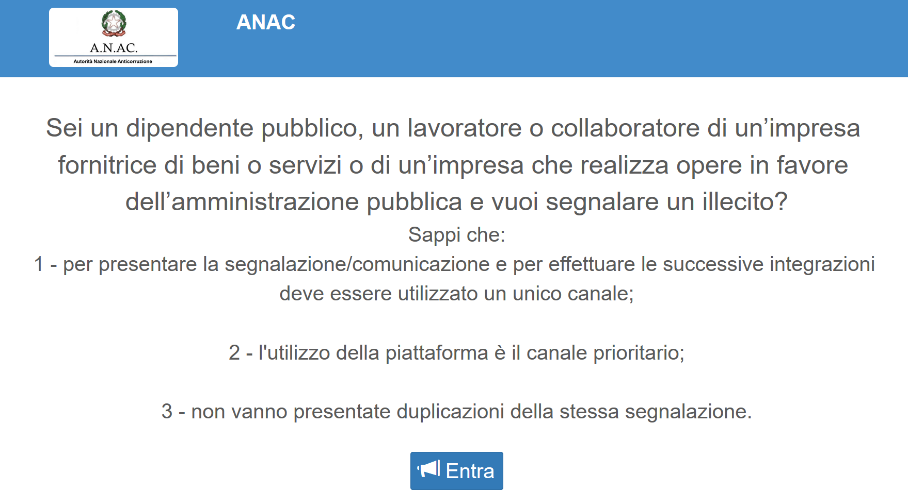 A.N.AC.
Autorità Nazionale Anticorruzione
ANAC
Sei un dipendente pubblico, un lavoratore o collaboratore di un’impresa
fornitrice di beni o servizi o di un’impresa che realizza opere in favore
dell’amministrazione pubblica e vuoi segnalare un illecito?
Sappi che:
1 - per presentare la segnalazione/comunicazione e per effettuare le successive integrazioni
deve essere utilizzato un unico canale;
2 - l'utilizzo della piattaforma è il canale prioritario;
3 - non vanno presentate duplicazioni della stessa segnalazione.
Entra